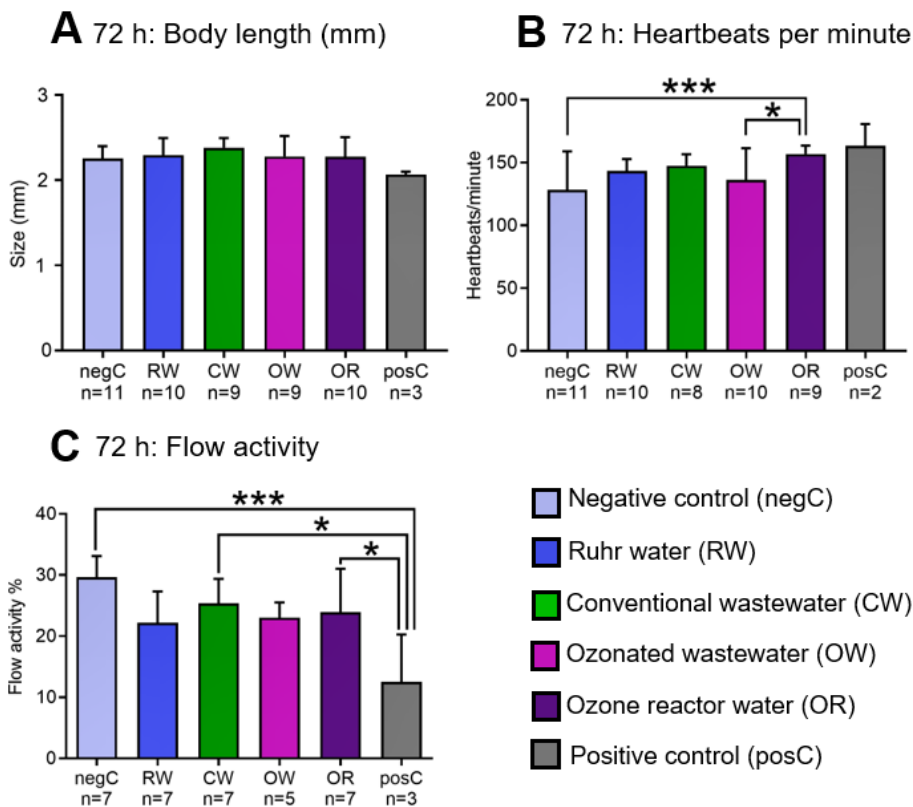 A 72 h: Body length (mm)
3
2
1
0
Size (mm)
negC RW CW OW OR posC
n=11 n=10 n=9 n=9 n=10 n=3
B 72 h: Heartbeats per minute
***
*
200
150
100
50
0
Heartbeats/minute
negC RW CW OW OR posC
n=11 n=10 n=8 n=10 n=9 n=2
C 72 h: Flow activity
***
*
*
40
30
20
10
0
Flow activity %
negC RW CW OW OR posC
n=7 n=7 n=7 n=5 n=7 n=3
Negative control (negC)
Ruhr water (RW)
Conventional wastewater (CW)
Ozonated wastewater (OW)
Ozone reactor water (OR)
Positive control (posC)